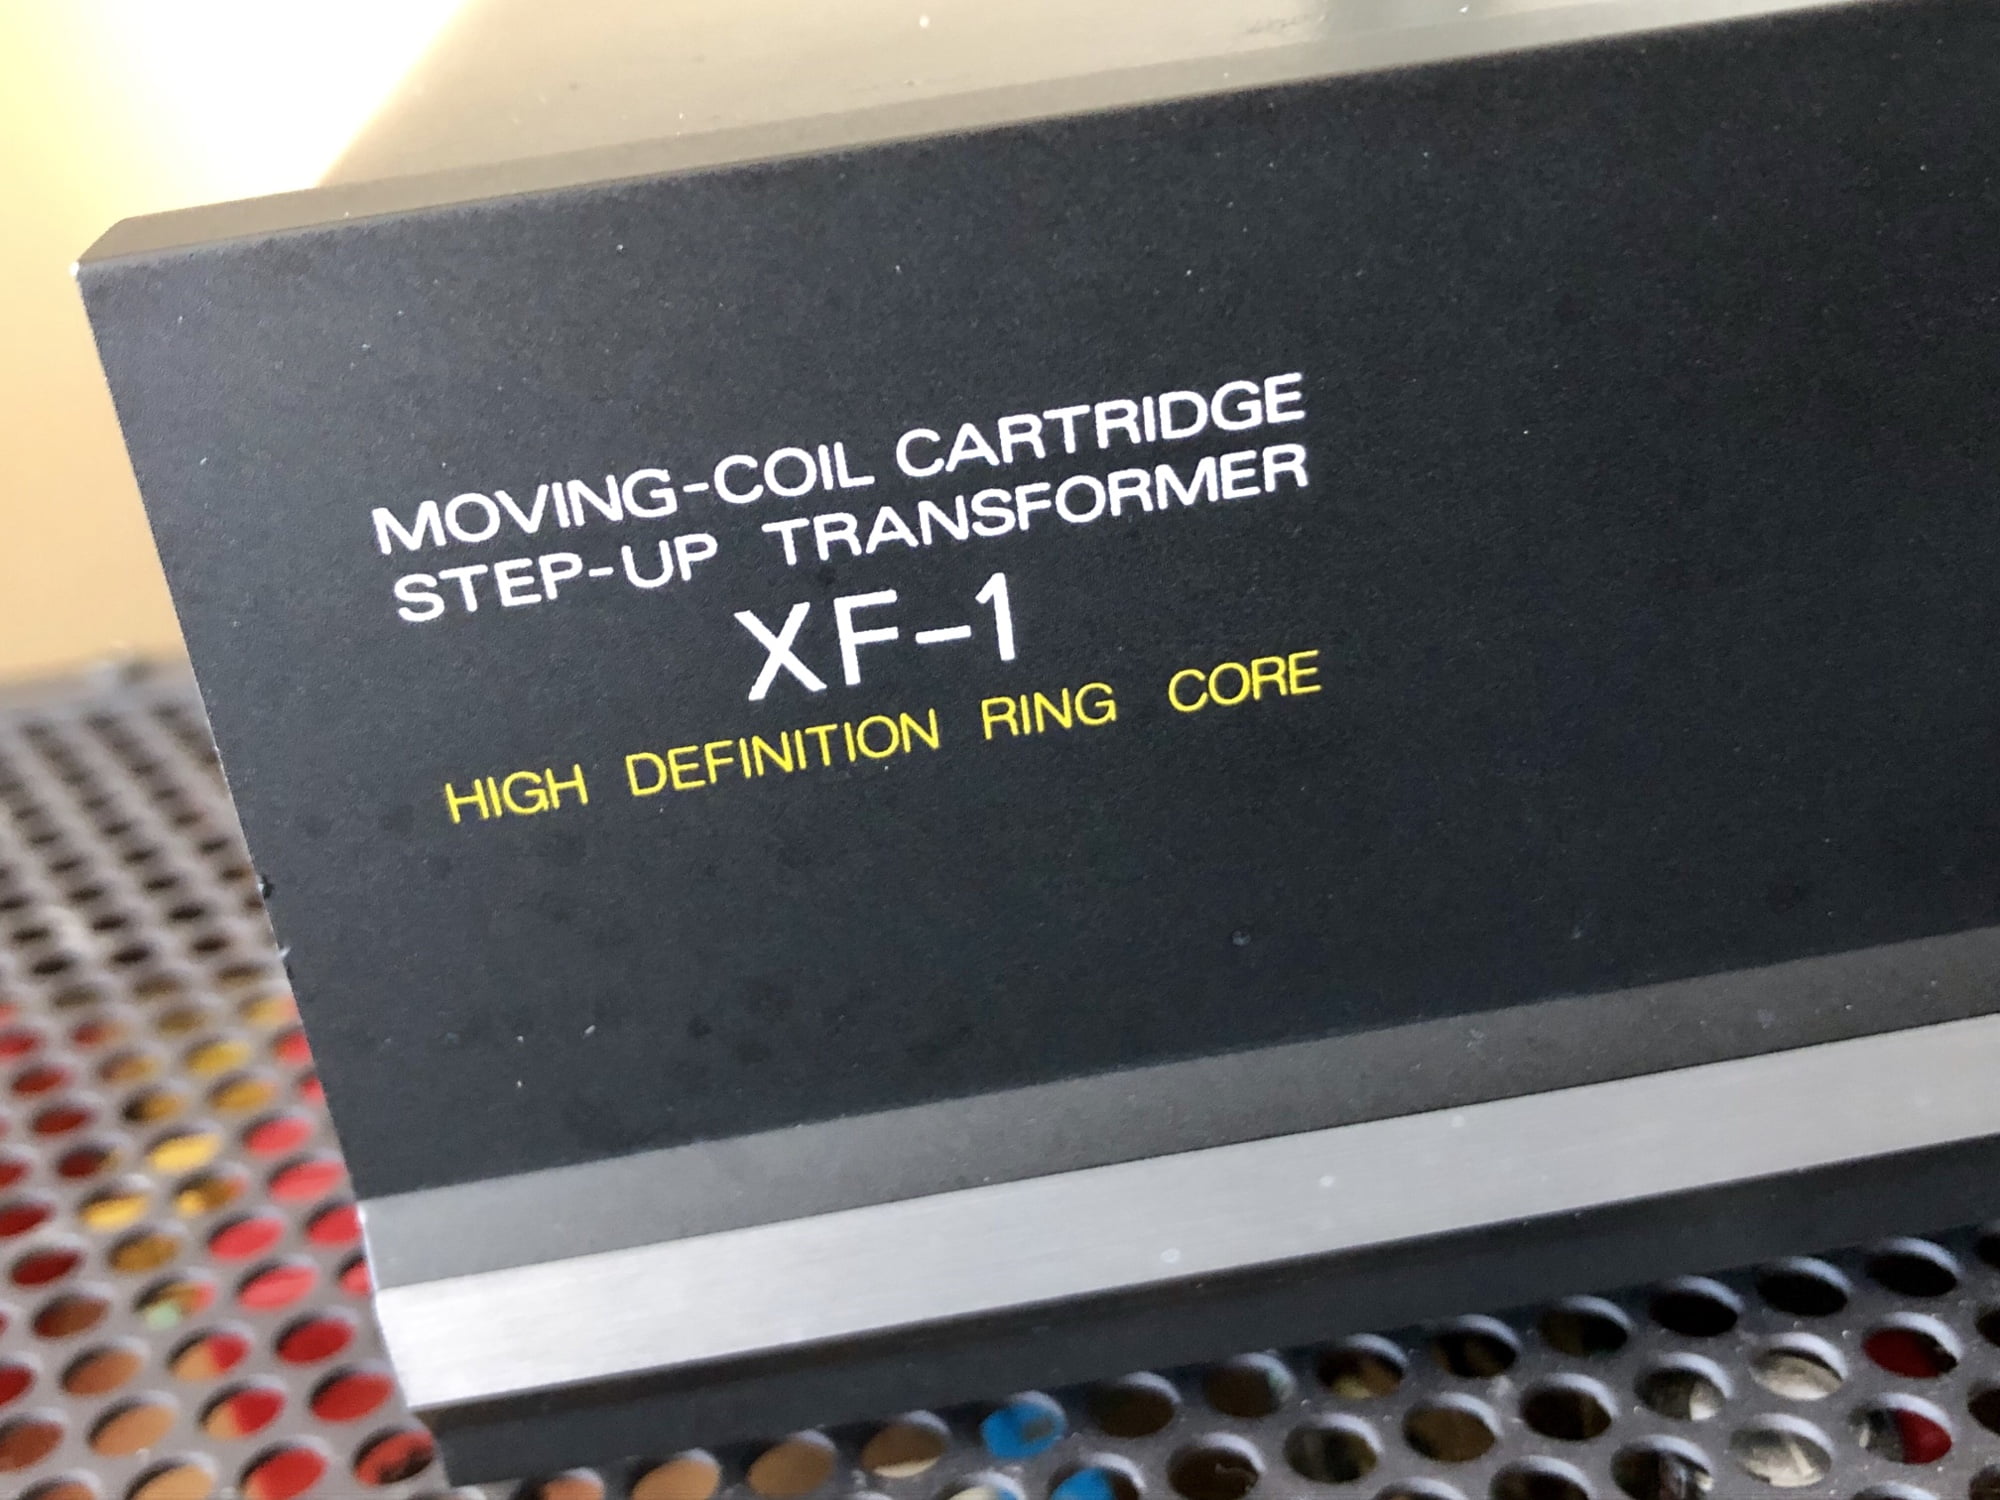 MOVING-COIL CARTRIDGE
STEP-UP TRANSFORMER
XF-1
HIGH DEFINITION RING CORE